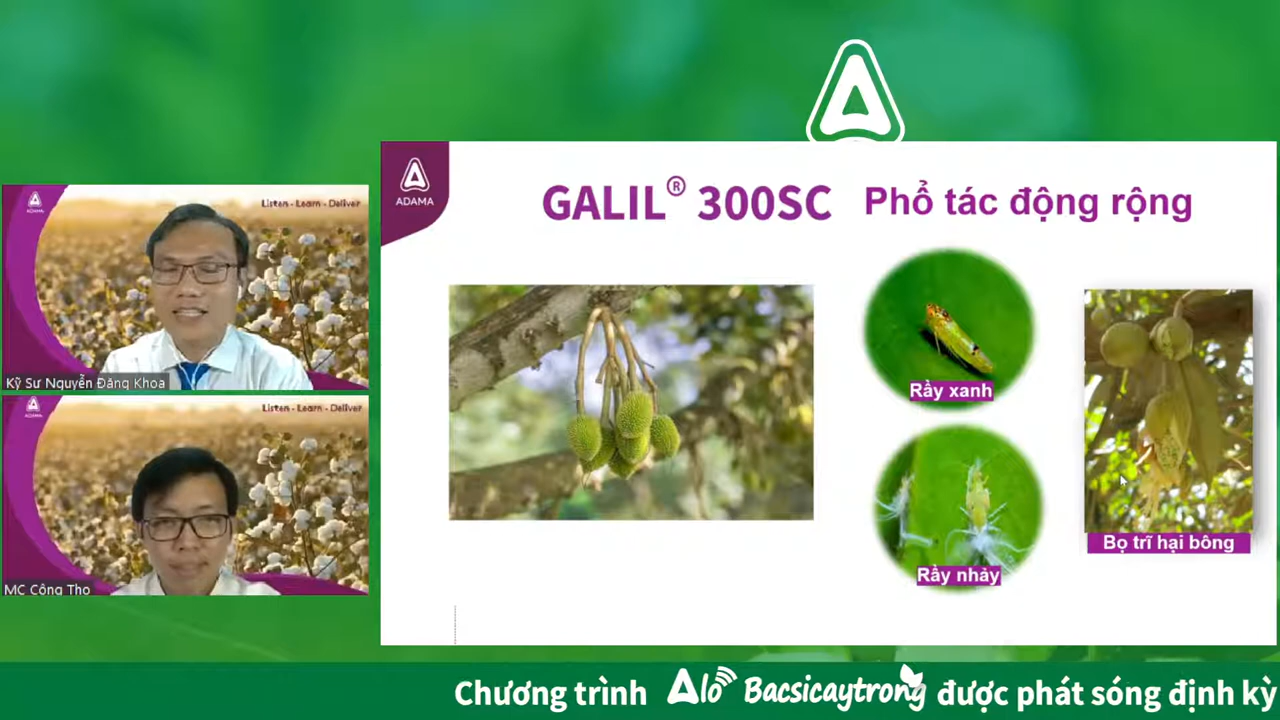 ADAMA
GALIL® 300SC Phổ tác động rộng
ADAMA
Listen - Learn - Deliver
Kỹ Sư Nguyễn Đăng Khoa
ADAMA
Listen - Learn - Deliver
MC Công Thọ
Rầy xanh
Rầy nhảy
Bọ trĩ hại bông
Chương trình Alo Bacsicaytrong được phát sóng định kỳ